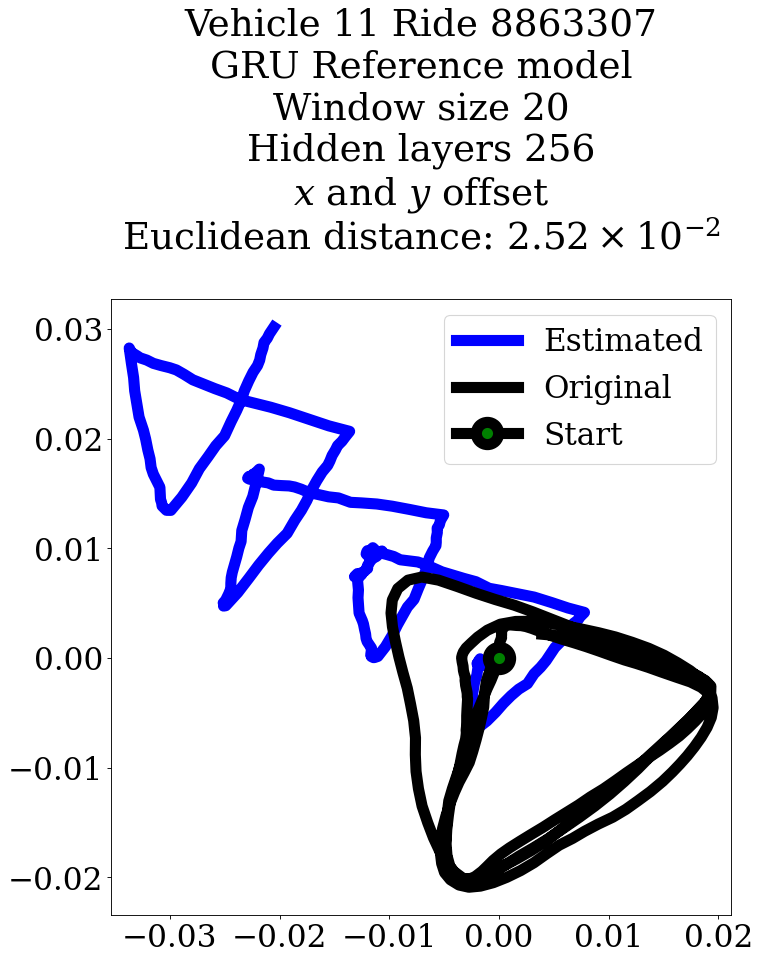 Vehicle 11 Ride 8863307
GRU Reference model
Window size 20
Hidden layers 256
x and y offset
Euclidean distance: 2.52 × 10⁻²
Estimated
Original
Start
0.03
0.02
0.01
0.00
−0.01
−0.02
−0.03 −0.02 −0.01 0.00 0.01 0.02